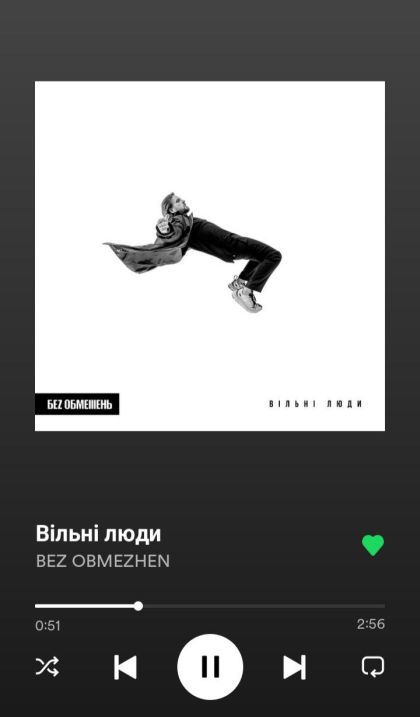 БЕZ ОБМЕЖЕНЬ
ВІЛЬНІ ЛЮДИ
Вільні люди
BEZ OBMEZHEN
0:51
2:56